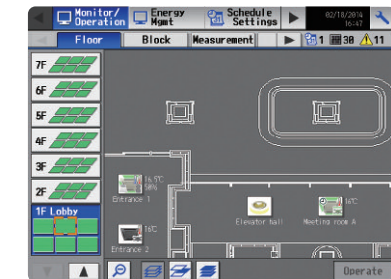 Monitor/
Operation
Energy
Mgmt
Schedule
Settings
02/18/2014
16:47
Floor
Block
Measurement
1
30
11
7F
6F
5F
4F
3F
2F
1F Lobby
16.5℃
50%
Entrance 1
16℃
Entrance 2
Elevator hall
16℃
Meeting room A
Operate